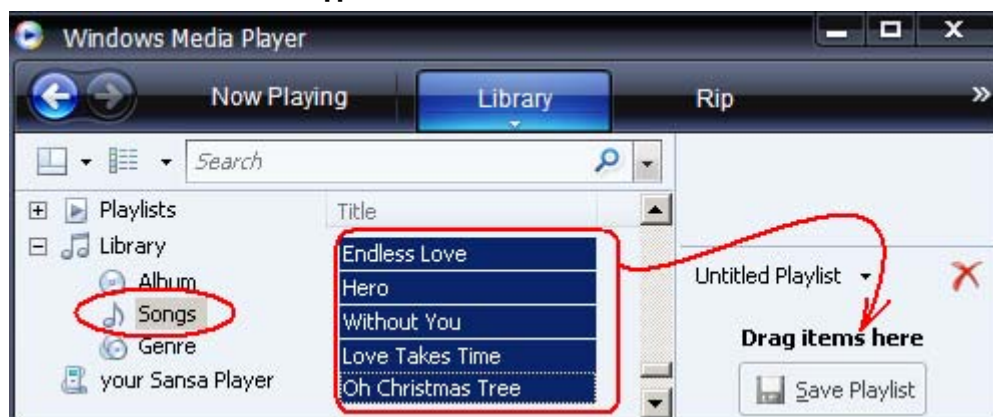 Windows Media Player
Now Playing Library Rip »
Search
Playlists
Library
Album
Songs
Genre
your Sansa Player
Title
Endless Love
Hero
Without You
Love Takes Time
Oh Christmas Tree
Untitled Playlist
Drag items here
Save Playlist